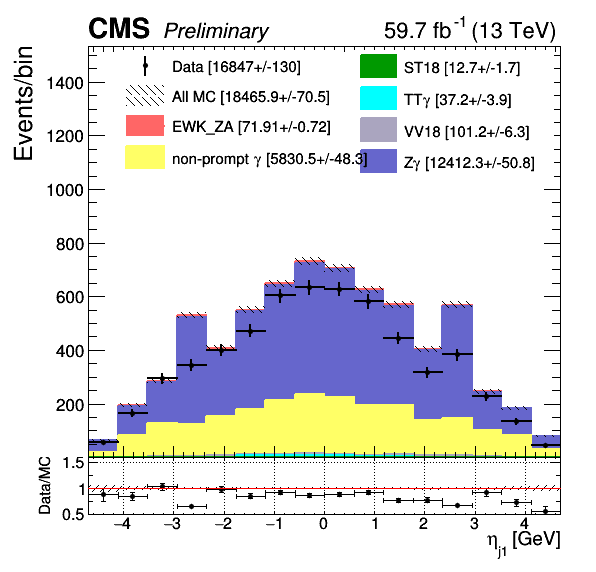 CMS Preliminary 59.7 fb⁻¹ (13 TeV)
Events/bin
1400
1200
1000
800
600
400
200
Data [16847+/-130]
All MC [18465.9+/-70.5]
EWK_ZA [71.91+/-0.72]
non-prompt γ [5830.5+/-48.3]
ST18 [12.7+/-1.7]
TTγ [37.2+/-3.9]
VV18 [101.2+/-6.3]
Zγ [12412.3+/-50.8]
Data/MC
1.5
1
0.5
−4 −3 −2 −1 0 1 2 3 4
η_j1 [GeV]